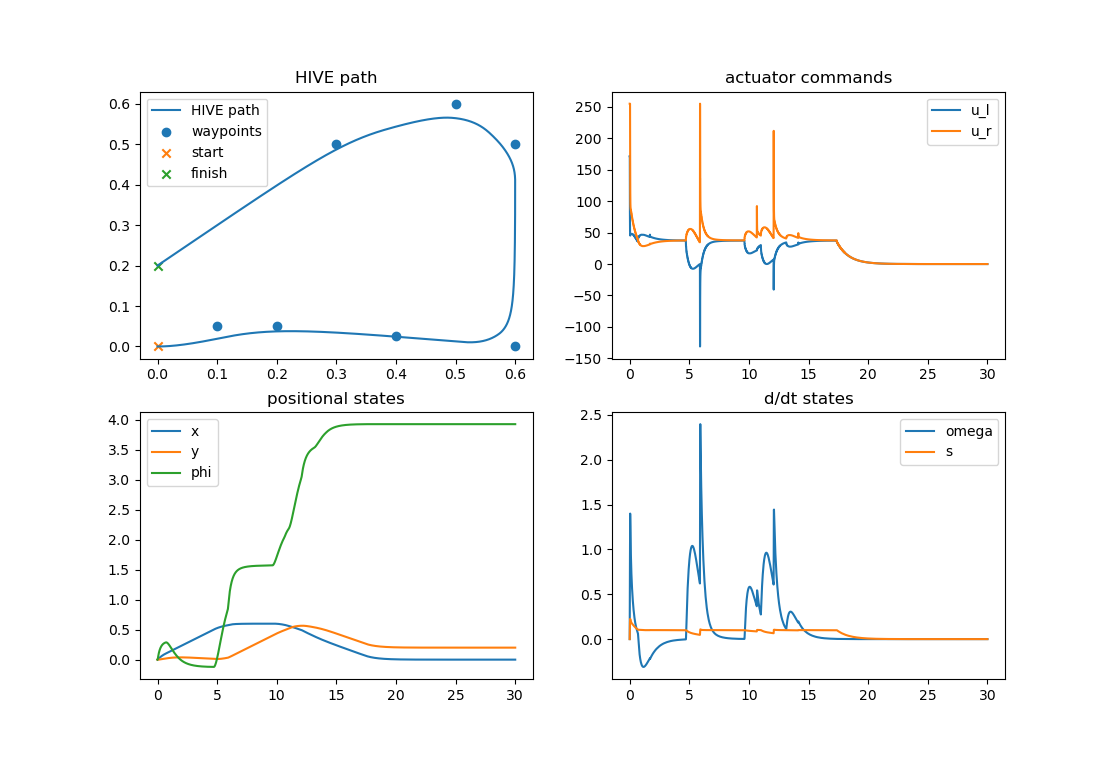 HIVE path
HIVE path
waypoints
start
finish
0.6
0.5
0.4
0.3
0.2
0.1
0.0
0.0 0.1 0.2 0.3 0.4 0.5 0.6
actuator commands
u_l
u_r
250
200
150
100
50
0
−50
−100
−150
0 5 10 15 20 25 30
positional states
x
y
phi
4.0
3.5
3.0
2.5
2.0
1.5
1.0
0.5
0.0
0 5 10 15 20 25 30
d/dt states
omega
s
2.5
2.0
1.5
1.0
0.5
0.0
0 5 10 15 20 25 30